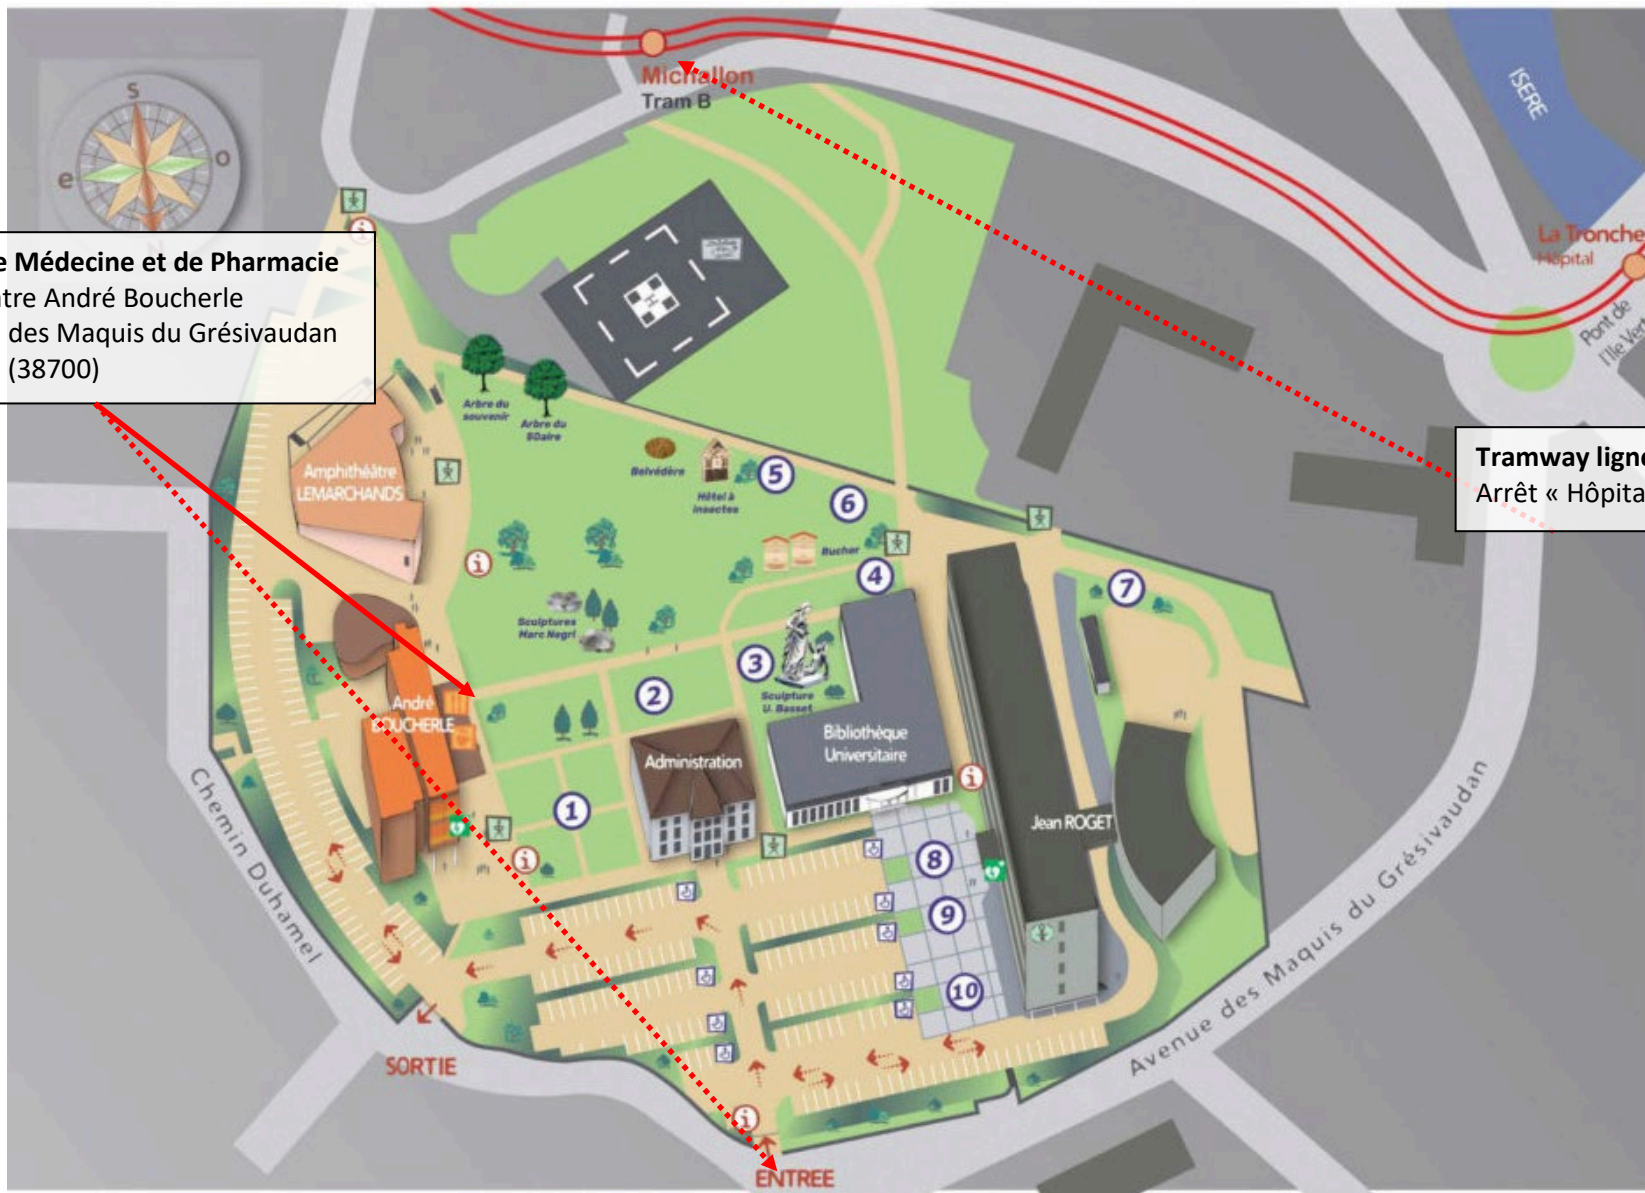 S
o
e
N
Michallon
Tram B
ISERE
La Tronche
Hôpital
Pont de
l'Ile Vert
e Médecine et de Pharmacie
tre André Boucherle
des Maquis du Grésivaudan
(38700)
Tramway ligne
Arrêt « Hôpita
Arbre du
souvenir
Arbre du
Belvédère
Hôtel à
insectes
5
6
Rucher
4
7
Amphithéâtre
LEMARCHANDS
i
Sculptures
Marc Negri
3
Sculpture
U. Basset
2
André
BOUCHERLE
Administration
Bibliothèque
Universitaire
i
1
i
Jean ROGET
8
9
10
Chemin Duhamel
Avenue des Maquis du Grésivaudan
SORTIE
i
ENTREE